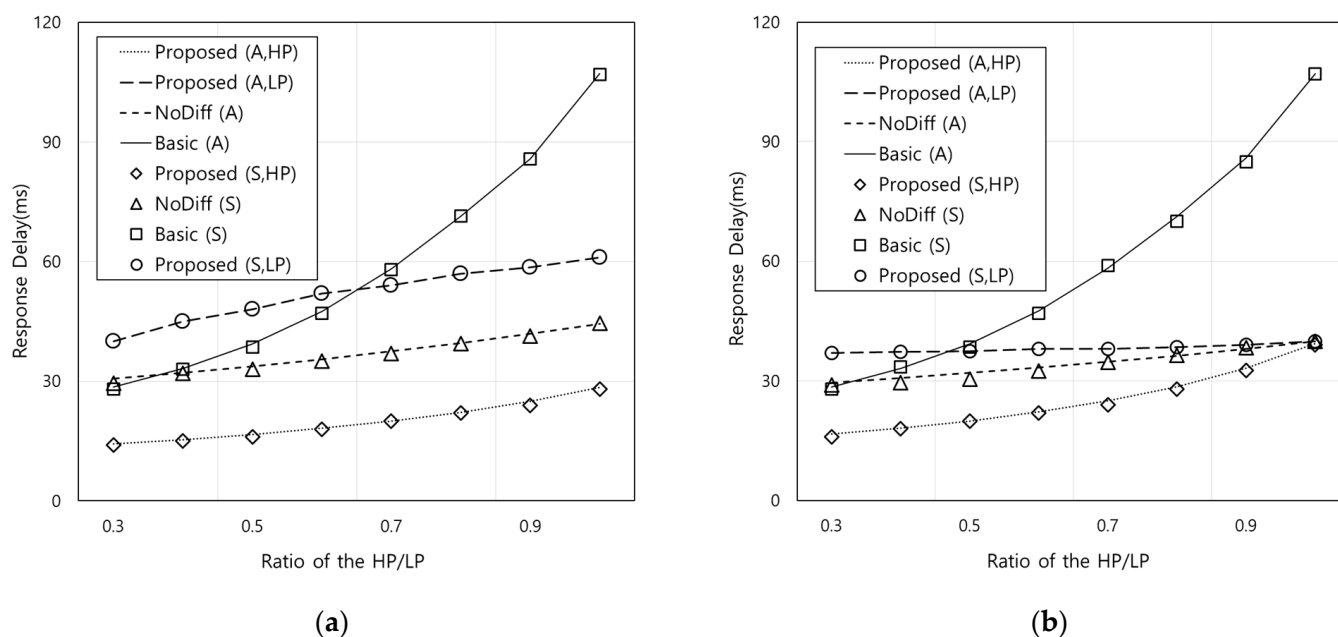 120
90
60
30
0
Response Delay(ms)
Proposed (A,HP)
Proposed (A,LP)
NoDiff (A)
Basic (A)
Proposed (S,HP)
NoDiff (S)
Basic (S)
Proposed (S,LP)
0.3 0.5 0.7 0.9
Ratio of the HP/LP
(a)
120
90
60
30
0
Response Delay(ms)
Proposed (A,HP)
Proposed (A,LP)
NoDiff (A)
Basic (A)
Proposed (S,HP)
NoDiff (S)
Basic (S)
Proposed (S,LP)
0.3 0.5 0.7 0.9
Ratio of the HP/LP
(b)